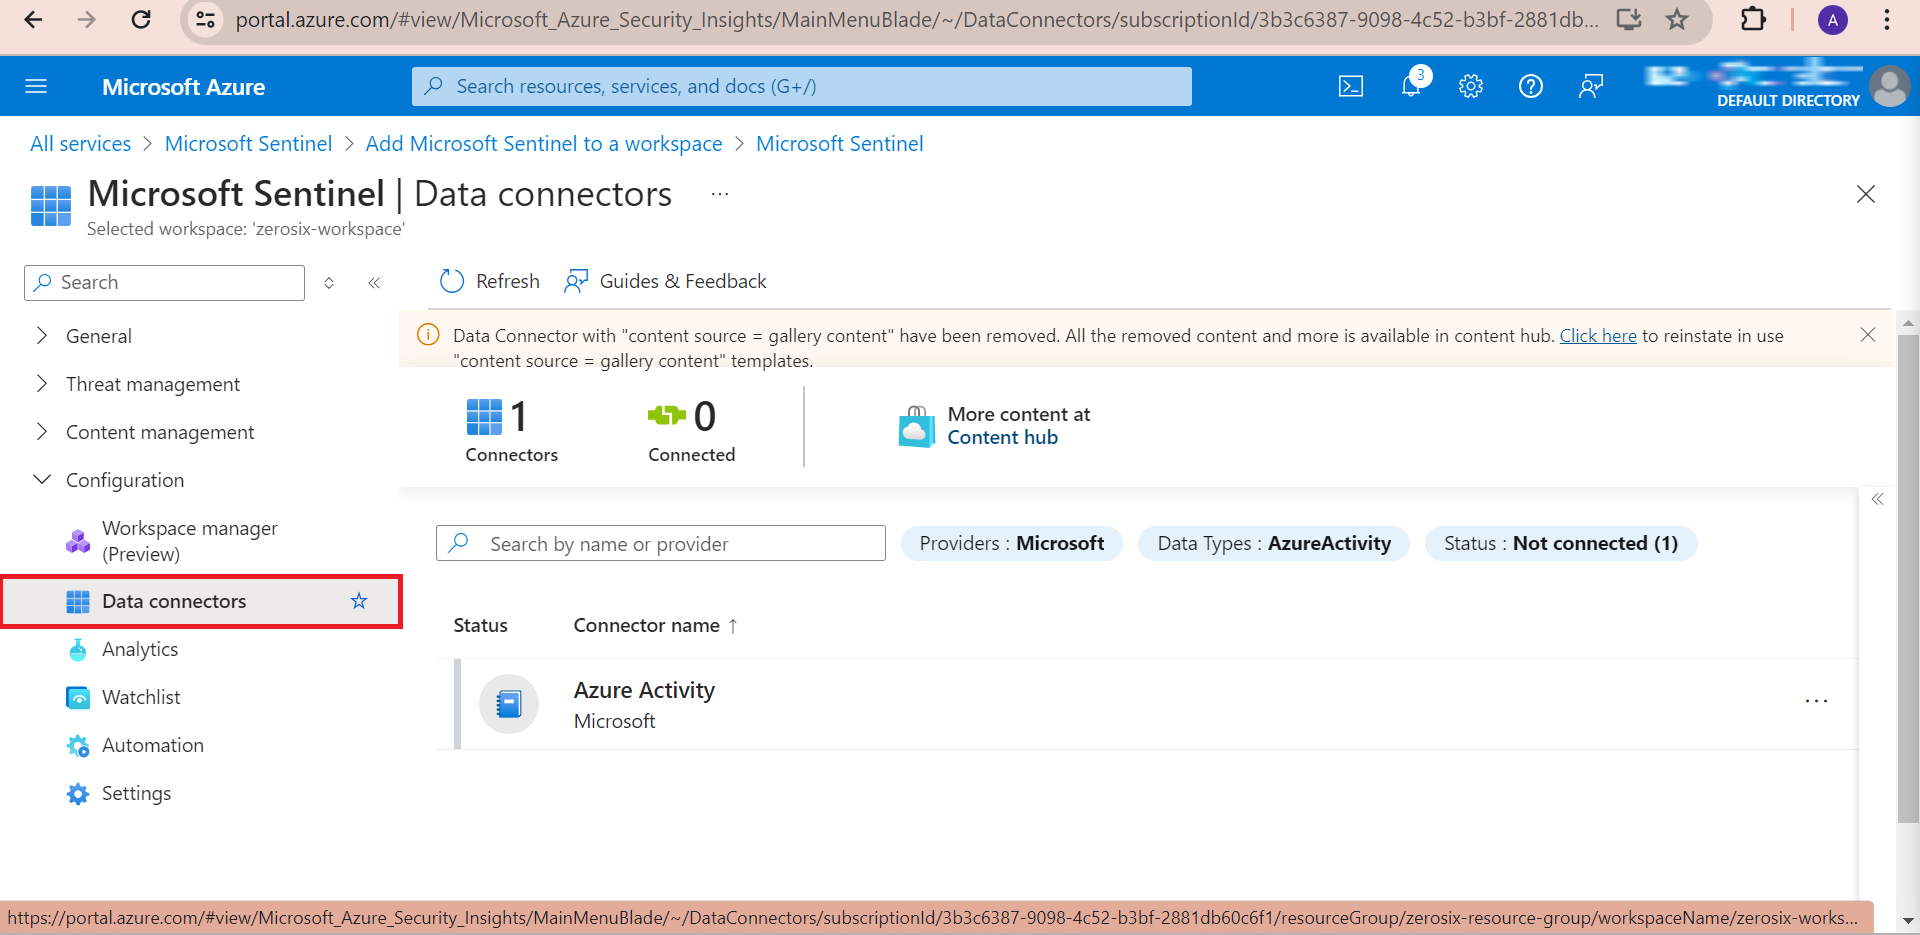 portal.azure.com/#view/Microsoft_Azure_Security_Insights/MainMenuBlade/~/DataConnectors/subscriptionId/3b3c6387-9098-4c52-b3bf-2881db...
A
Microsoft Azure
Search resources, services, and docs (G+/)
3
DEFAULT DIRECTORY
All services > Microsoft Sentinel > Add Microsoft Sentinel to a workspace > Microsoft Sentinel
Microsoft Sentinel | Data connectors ...
Selected workspace: 'zerosix-workspace'
Search
Refresh
Guides & Feedback
General
Threat management
Content management
Configuration
Workspace manager
(Preview)
Data connectors
Analytics
Watchlist
Automation
Settings
Data Connector with "content source = gallery content" have been removed. All the removed content and more is available in content hub. Click here to reinstate in use
"content source = gallery content" templates.
1
Connectors
0
Connected
More content at
Content hub
Search by name or provider
Providers : Microsoft
Data Types : AzureActivity
Status : Not connected (1)
Status
Connector name ↑
Azure Activity
Microsoft
...
https://portal.azure.com/#view/Microsoft_Azure_Security_Insights/MainMenuBlade/~/DataConnectors/subscriptionId/3b3c6387-9098-4c52-b3bf-2881db60c6f1/resourceGroup/zerosix-resource-group/workspaceName/zerosix-works...